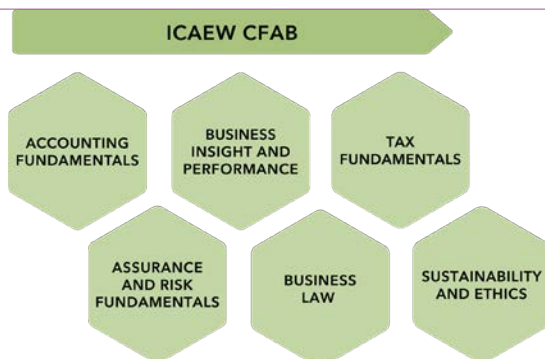 ICAEW CFAB
ACCOUNTING
FUNDAMENTALS
BUSINESS
INSIGHT AND
PERFORMANCE
TAX
FUNDAMENTALS
ASSURANCE
AND RISK
FUNDAMENTALS
BUSINESS
LAW
SUSTAINABILITY
AND ETHICS